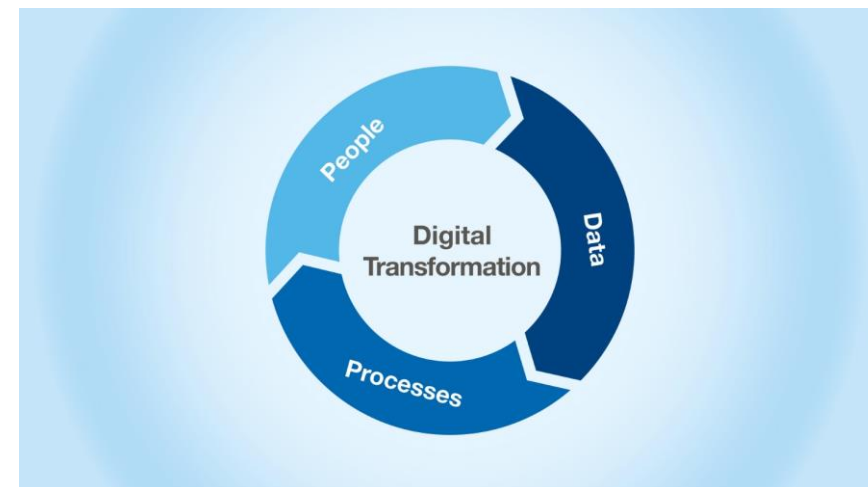 People
Data
Digital
Transformation
Processes